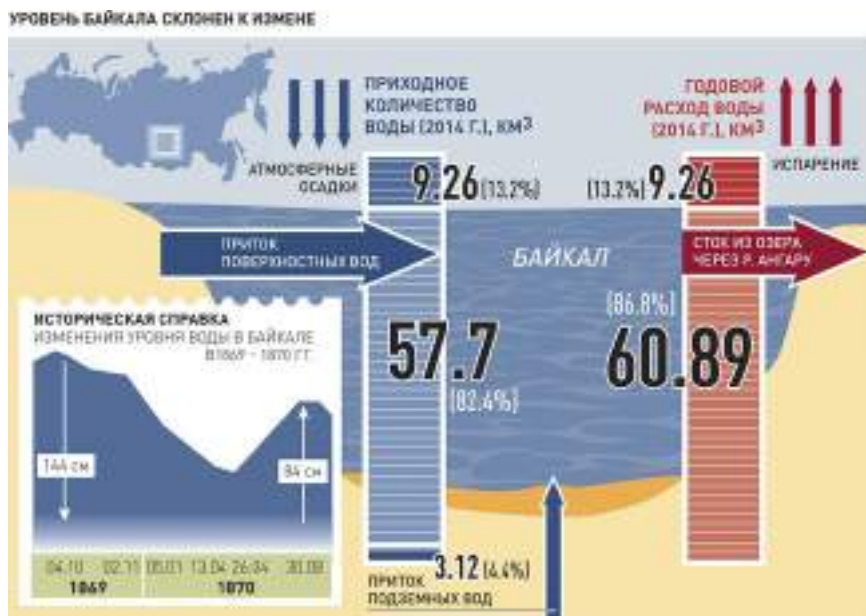 УРОВЕНЬ БАЙКАЛА СКЛОНЕН К ИЗМЕНЕ
ПРИХОДНОЕ
КОЛИЧЕСТВО
ВОДЫ (2014 Г.), КМ3
ГОДОВОЙ
РАСХОД ВОДЫ
(2014 Г.), КМ3
АТМОСФЕРНЫЕ
ОСАДКИ
9.26 (13.2%)
(13.2%) 9.26
ИСПАРЕНИЕ
ПРИТОК
ПОВЕРХНОСТНЫХ ВОД
БАЙКАЛ
СТОК ИЗ ОЗЕРА
ЧЕРЕЗ Р. АНГАРУ
57.7
(82.4%)
(86.8%)
60.89
ИСТОРИЧЕСКАЯ СПРАВКА
ИЗМЕНЕНИЯ УРОВНЯ ВОДЫ В БАЙКАЛЕ
В 1869 - 1870 ГГ.
144 см
84 см
04.10 02.11 05.01 13.04 26.04 30.08
1869 1870
3.12 (4.4%)
ПРИТОК
ПОДЗЕМНЫХ ВОД